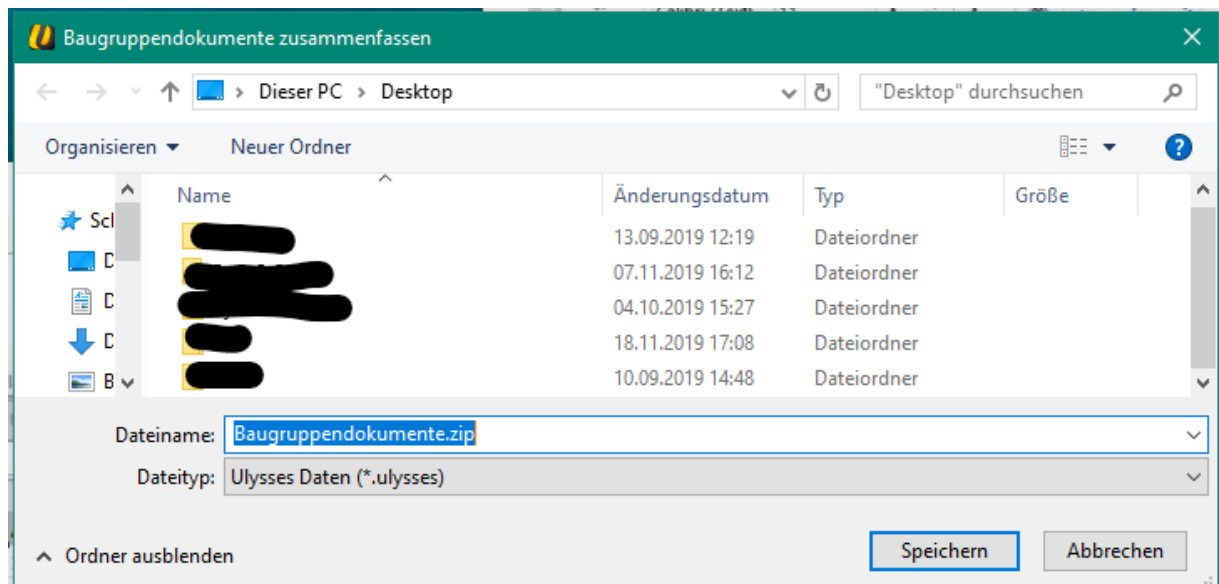 Baugruppendokumente zusammenfassen
Dieser PC > Desktop
"Desktop" durchsuchen
Organisieren
Neuer Ordner
Name Änderungsdatum Typ Größe
13.09.2019 12:19 Dateiordner
07.11.2019 16:12 Dateiordner
04.10.2019 15:27 Dateiordner
18.11.2019 17:08 Dateiordner
10.09.2019 14:48 Dateiordner
Dateiname: Baugruppendokumente.zip
Dateityp: Ulysses Daten (*.ulysses)
Ordner ausblenden
Speichern
Abbrechen